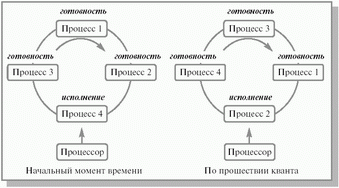 готовность
Процесс 1
готовность
готовность
Процесс 3
Процесс 2
исполнение
Процесс 4
Процессор
Начальный момент времени
готовность
Процесс 3
готовность
готовность
Процесс 4
Процесс 1
исполнение
Процесс 2
Процессор
По прошествии кванта